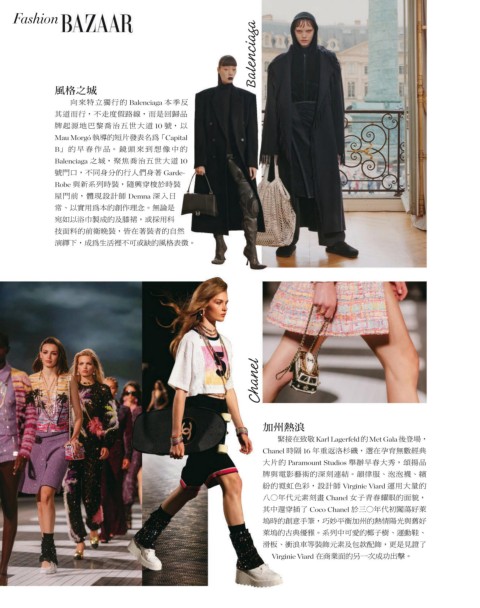 Fashion BAZAAR
Balenciaga
風格之城
向來特立獨行的 Balenciaga 本季反
其道而行,不走度假路線,而是回歸品
牌起源地巴黎喬治五世大道 10 號,以
Mau Morgó 執導的短片發表名為「Capital
B」的早春作品。鏡頭來到想像中的
Balenciaga 之城,聚焦喬治五世大道 10
號門口,不同身分的行人們身著 Garde-
Robe 與新系列時裝,隨興穿梭於時裝
屋門前,體現設計師 Demna 深入日
常、以實用為本的創作理念。無論是
宛如以浴巾製成的及膝裙,或採用科
技面料的前衛晚裝,皆在著裝者的自然
演繹下,成為生活裡不可或缺的風格表徵。
Chanel
加州熱浪
緊接在致敬 Karl Lagerfeld 的 Met Gala 後登場,
Chanel 時隔 16 年重返洛杉磯,選在孕育無數經典
大片的 Paramount Studios 舉辦早春大秀,頌揚品
牌與電影藝術的深刻連結。韻律服、泡泡襪、繽
紛的霓虹色彩,設計師 Virginie Viard 運用大量的
八〇年代元素刻畫 Chanel 女子青春耀眼的面貌,
其中還穿插了 Coco Chanel 於三〇年代初闖蕩好萊
塢時的創意手筆,巧妙平衡加州的熱情陽光與舊好
萊塢的古典優雅。系列中可愛的椰子樹、運動鞋、
滑板、衝浪車等裝飾元素及包款配飾,更是見證了
Virginie Viard 在商業面的另一次成功出擊。
5